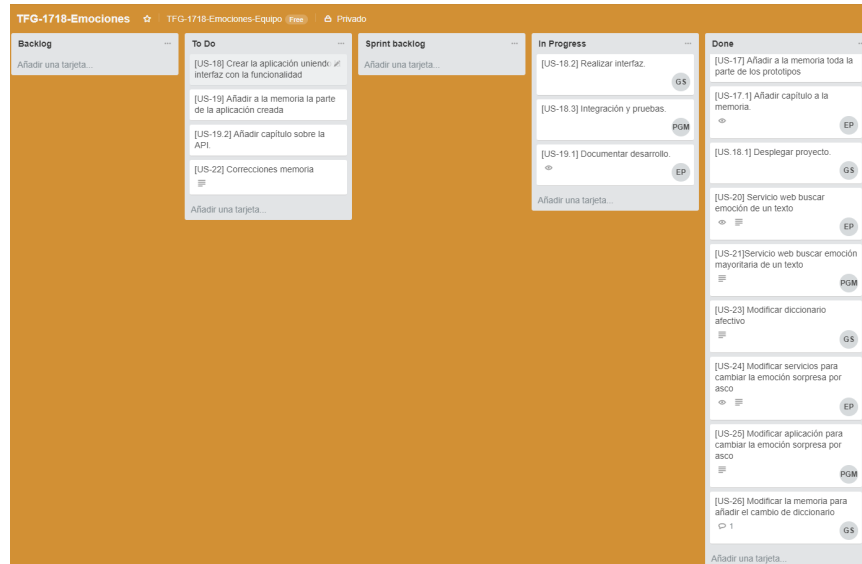 TFG-1718-Emociones
TFG-1718-Emociones-Equipo Free
Privado
Backlog
Añadir una tarjeta...
To Do
[US-18] Crear la aplicación uniendo
interfaz con la funcionalidad
[US-19] Añadir a la memoria la parte
de la aplicación creada
[US-19.2] Añadir capítulo sobre la
API.
[US-22] Correcciones memoria
Añadir una tarjeta...
Sprint backlog
Añadir una tarjeta...
In Progress
[US-18.2] Realizar interfaz.
GS
[US-18.3] Integración y pruebas.
PGM
[US-19.1] Documentar desarrollo.
EP
Añadir una tarjeta...
Done
[US-17] Añadir a la memoria toda la
parte de los prototipos
[US-17.1] Añadir capítulo a la
memoria.
EP
[US.18.1] Desplegar proyecto.
GS
[US-20] Servicio web buscar
emoción de un texto
EP
[US-21]Servicio web buscar emoción
mayoritaria de un texto
PGM
[US-23] Modificar diccionario
afectivo
GS
[US-24] Modificar servicios para
cambiar la emoción sorpresa por
asco
EP
[US-25] Modificar aplicación para
cambiar la emoción sorpresa por
asco
PGM
[US-26] Modificar la memoria para
añadir el cambio de diccionario
1
GS
Añadir una tarjeta...